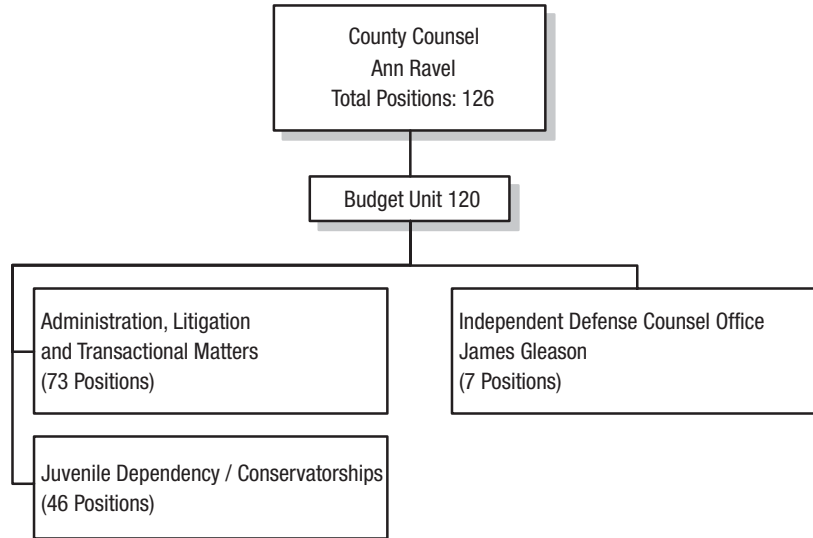 County Counsel
Ann Ravel
Total Positions: 126
Budget Unit 120
Administration, Litigation
and Transactional Matters
(73 Positions)
Independent Defense Counsel Office
James Gleason
(7 Positions)
Juvenile Dependency / Conservatorships
(46 Positions)